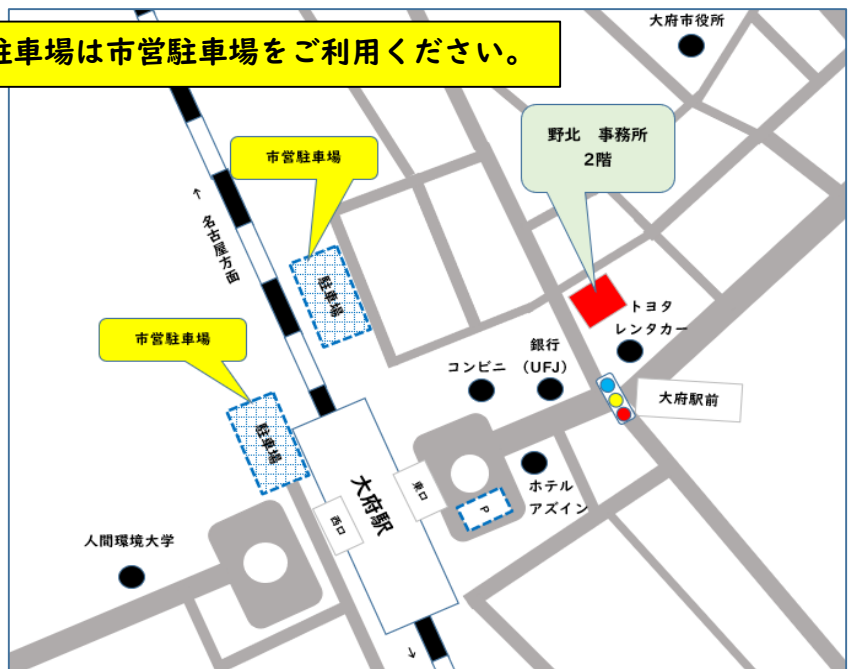 駐車場は市営駐車場をご利用ください。
大府市役所
野北 事務所
2階
市営駐車場
↑ 名古屋方面
駐車場
市営駐車場
トヨタ
レンタカー
銀行
(UFJ)
コンビニ
大府駅前
駐車場
大府駅
東口
西口
P
ホテル
アズイン
人間環境大学
↓